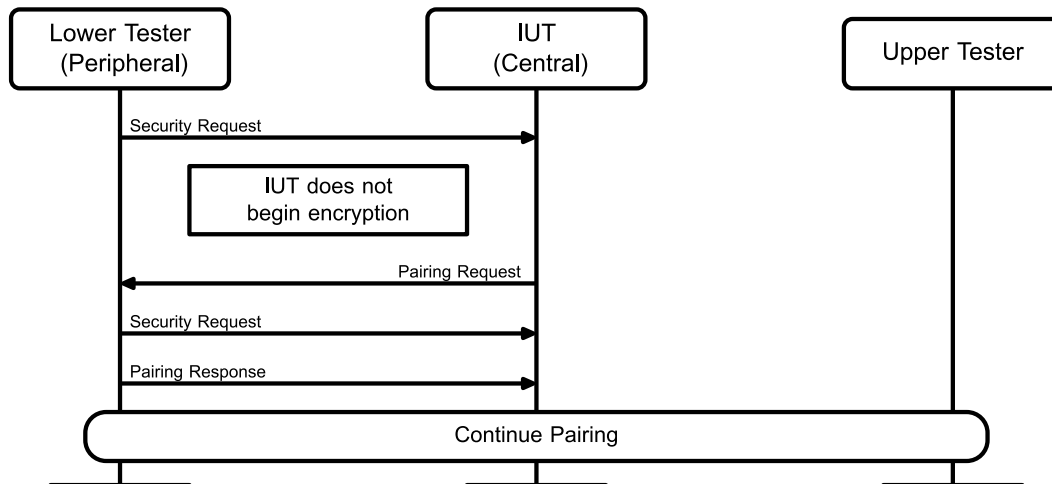 Lower Tester
(Peripheral)
IUT
(Central)
Upper Tester
Security Request
IUT does not
begin encryption
Pairing Request
Security Request
Pairing Response
Continue Pairing